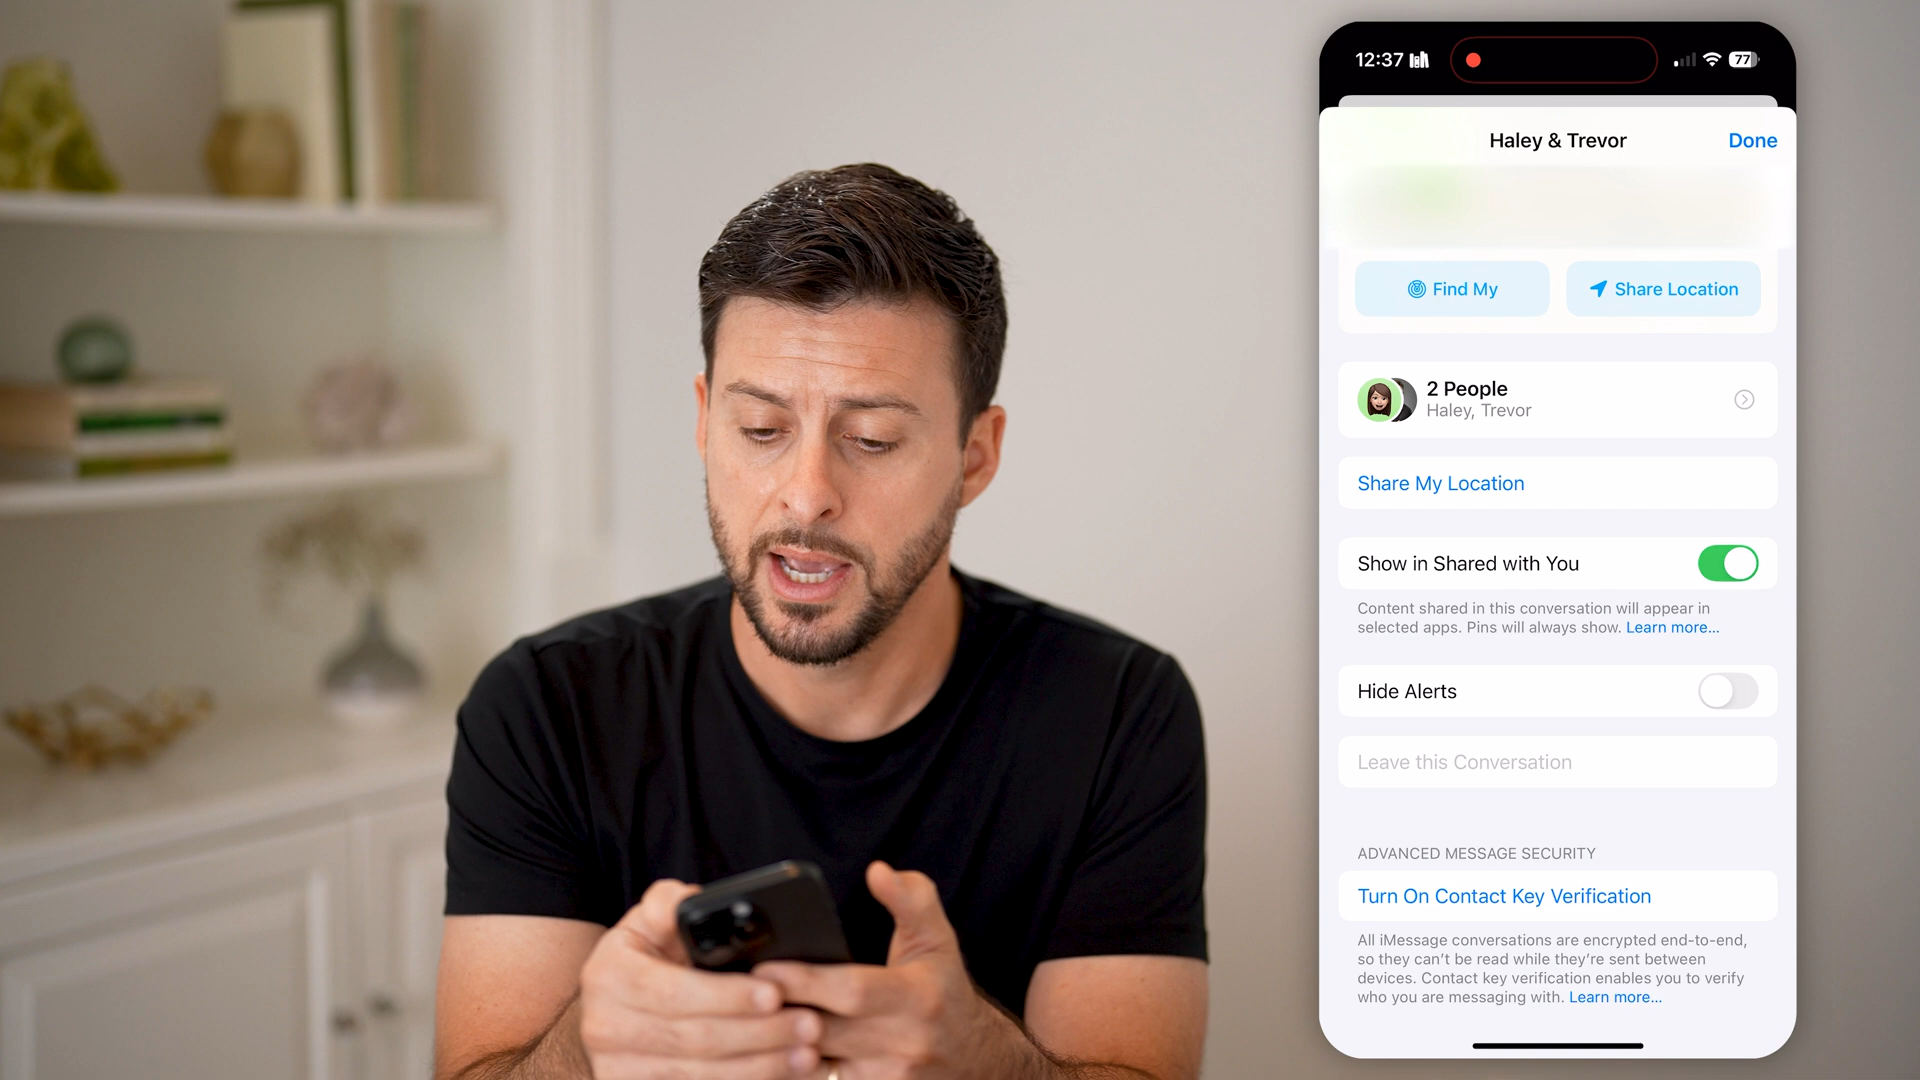 12:37
77
Haley & Trevor
Done
Find My
Share Location
2 People
Haley, Trevor
Share My Location
Show in Shared with You
Content shared in this conversation will appear in
selected apps. Pins will always show. Learn more...
Hide Alerts
Leave this Conversation
ADVANCED MESSAGE SECURITY
Turn On Contact Key Verification
All iMessage conversations are encrypted end-to-end,
so they can't be read while they're sent between
devices. Contact key verification enables you to verify
who you are messaging with. Learn more...